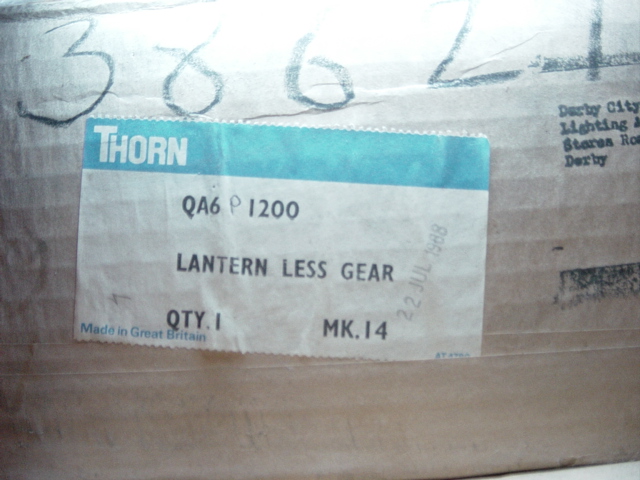 38621
Derby City
Lighting &
Stores Ro
Derby
THORN
QA6 P 1200
LANTERN LESS GEAR
22 JUL 1988
QTY.1
MK.14
Made in Great Britain